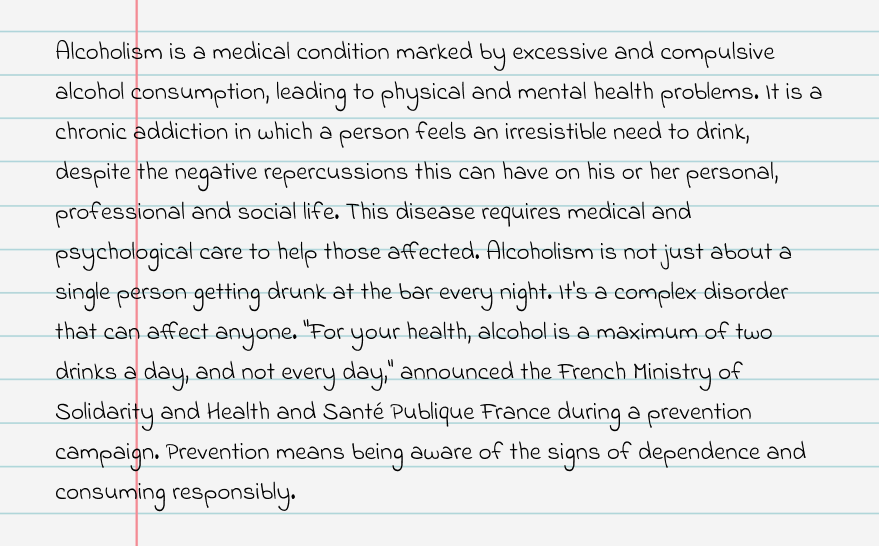 Alcoholism is a medical condition marked by excessive and compulsive
alcohol consumption, leading to physical and mental health problems. It is a
chronic addiction in which a person feels an irresistible need to drink,
despite the negative repercussions this can have on his or her personal,
professional and social life. This disease requires medical and
psychological care to help those affected. Alcoholism is not just about a
single person getting drunk at the bar every night. It's a complex disorder
that can affect anyone. "For your health, alcohol is a maximum of two
drinks a day, and not every day," announced the French Ministry of
Solidarity and Health and Santé Publique France during a prevention
campaign. Prevention means being aware of the signs of dependence and
consuming responsibly.